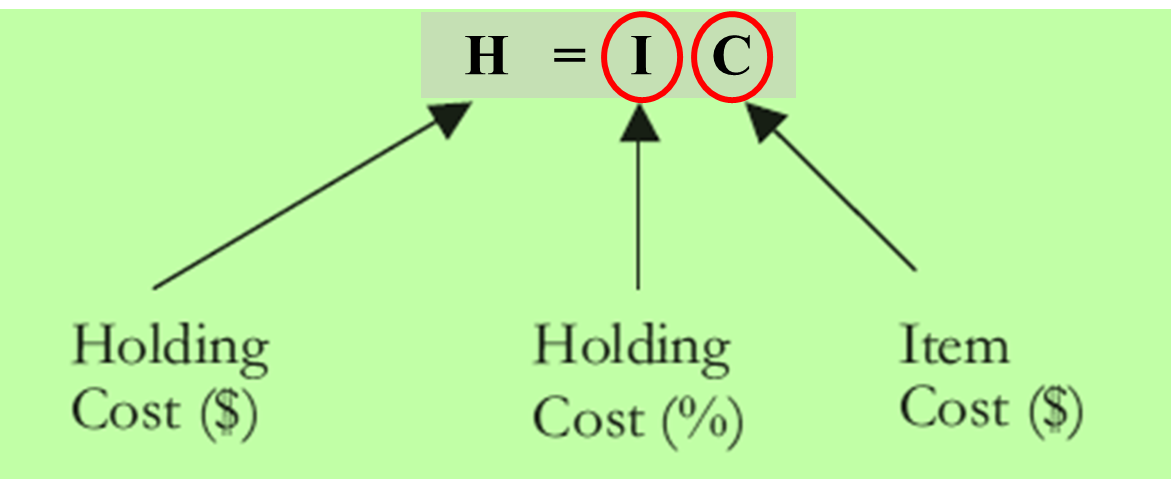 H = I C
Holding
Cost ($)
Holding
Cost (%)
Item
Cost ($)